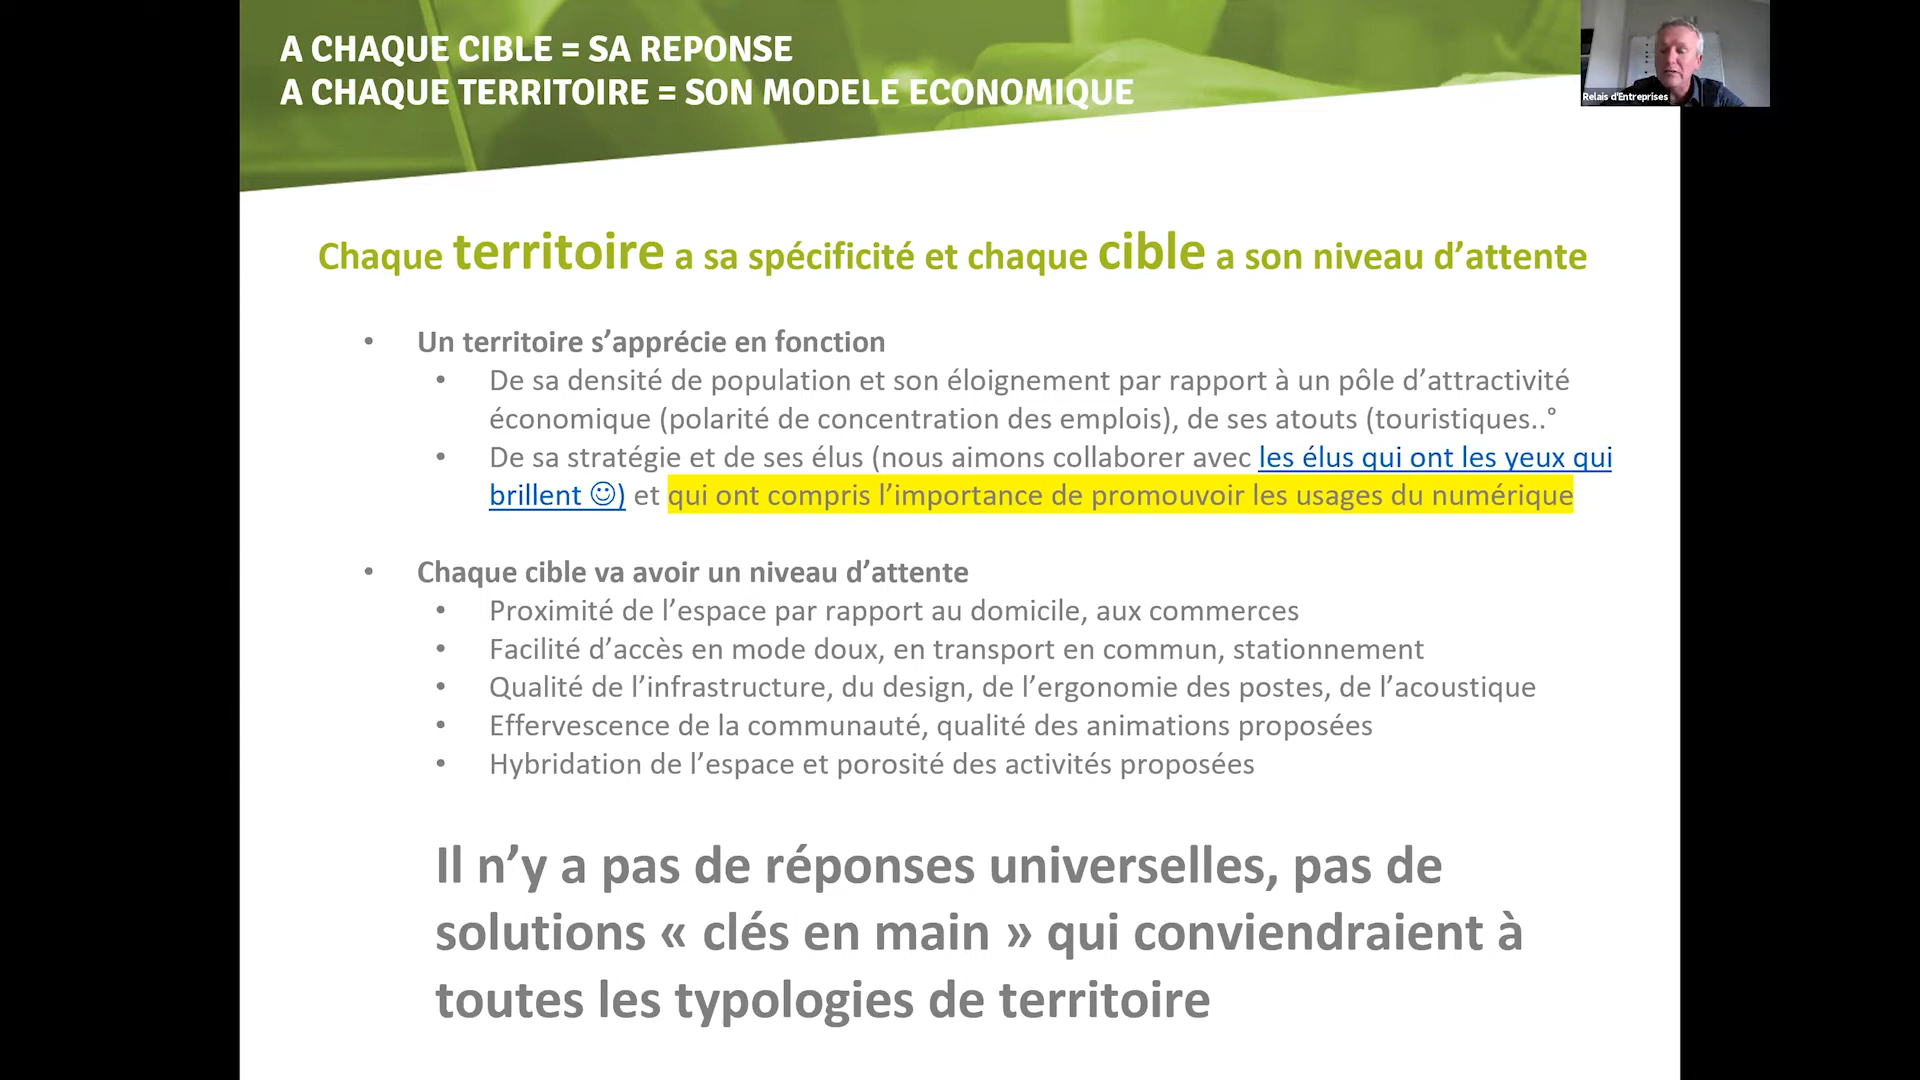 A CHAQUE CIBLE = SA REPONSE
A CHAQUE TERRITOIRE = SON MODELE ECONOMIQUE
Relais d'Entreprises
Chaque territoire a sa spécificité et chaque cible a son niveau d’attente
• Un territoire s’apprécie en fonction
• De sa densité de population et son éloignement par rapport à un pôle d’attractivité
économique (polarité de concentration des emplois), de ses atouts (touristiques..°
• De sa stratégie et de ses élus (nous aimons collaborer avec les élus qui ont les yeux qui
brillent ☺) et qui ont compris l’importance de promouvoir les usages du numérique
• Chaque cible va avoir un niveau d’attente
• Proximité de l’espace par rapport au domicile, aux commerces
• Facilité d’accès en mode doux, en transport en commun, stationnement
• Qualité de l’infrastructure, du design, de l’ergonomie des postes, de l’acoustique
• Effervescence de la communauté, qualité des animations proposées
• Hybridation de l’espace et porosité des activités proposées
Il n’y a pas de réponses universelles, pas de
solutions « clés en main » qui conviendraient à
toutes les typologies de territoire